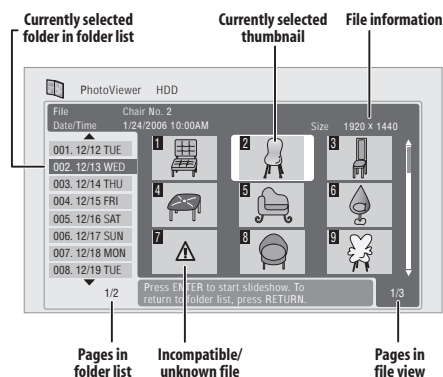 Currently selected
folder in folder list
Currently selected
thumbnail
File information
PhotoViewer HDD
File Chair No. 2
Date/Time 1/24/2006 10:00AM Size 1920 x 1440
001. 12/12 TUE
002. 12/13 WED
003. 12/14 THU
004. 12/15 FRI
005. 12/16 SAT
006. 12/17 SUN
007. 12/18 MON
008. 12/19 TUE
1/2
1 2 3
4 5 6
7 8 9
Press ENTER to start slideshow. To
return to folder list, press RETURN.
1/3
Pages in
folder list
Incompatible/
unknown file
Pages in
file view